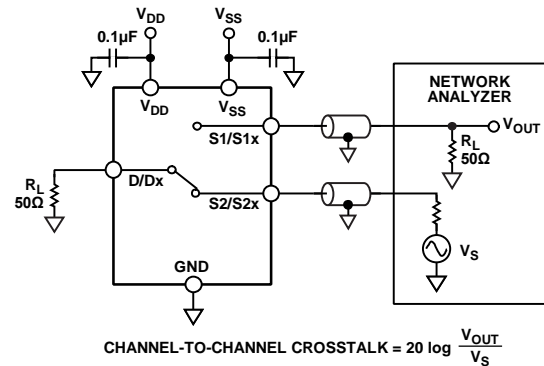 VDD VSS
0.1µF 0.1µF
VDD VSS
NETWORK
ANALYZER
S1/S1x
VOUT
RL
50Ω
D/Dx
RL
50Ω
S2/S2x
VS
GND
CHANNEL-TO-CHANNEL CROSSTALK = 20 log VOUT
VS